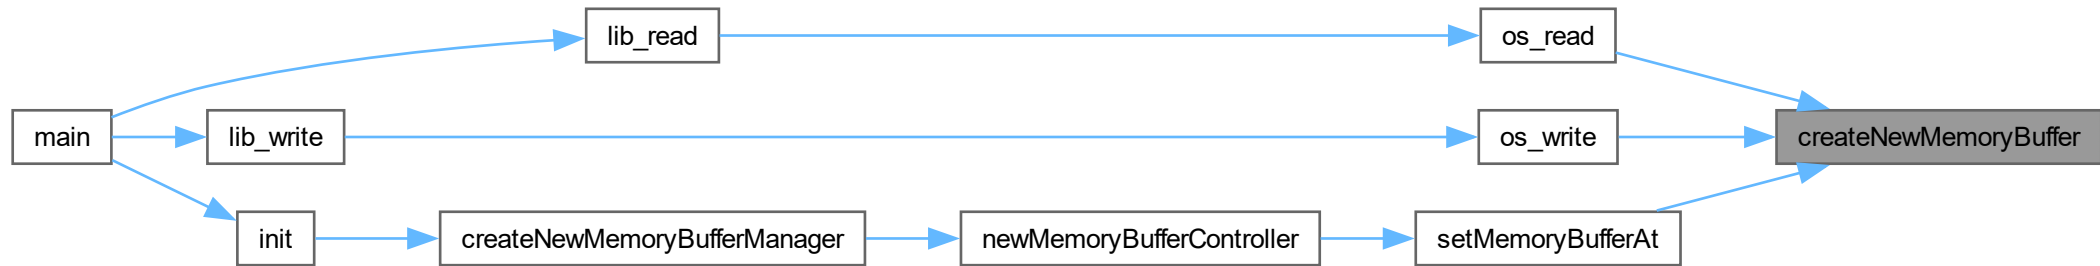 lib_read
os_read
main
lib_write
os_write
createNewMemoryBuffer
init
createNewMemoryBufferManager
newMemoryBufferController
setMemoryBufferAt